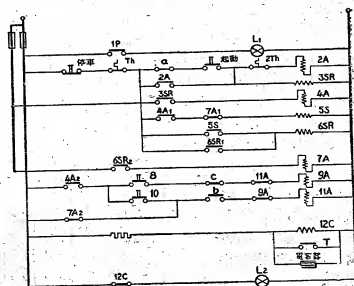 1P L1
停車 Th a 起動 2Th 2A
2A 3SR
3SR 4A
4A1 7A1 5S
5S 6SR
6SR1
6SR2 7A
4A2 8 c 11A 9A
10 b 9A 11A
7A2
12C
T
12C L2